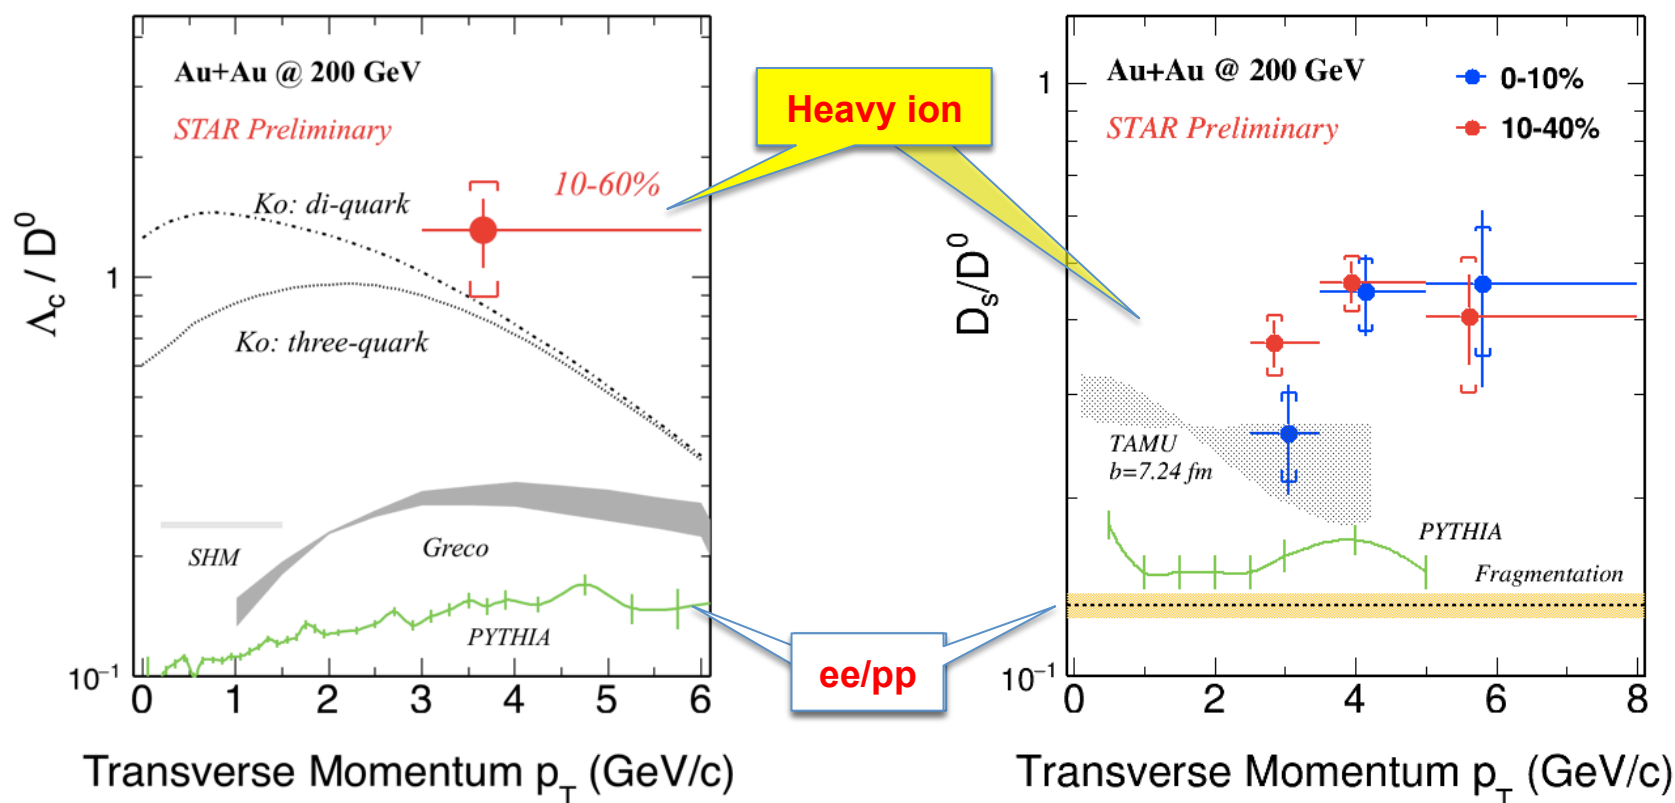 Au+Au @ 200 GeV
STAR Preliminary
10-60%
Ko: di-quark
Ko: three-quark
SHM
Greco
PYTHIA
Λc / D0
1
10−1
0 1 2 3 4 5 6
Transverse Momentum pT (GeV/c)
Heavy ion
ee/pp
Au+Au @ 200 GeV
STAR Preliminary
0-10%
10-40%
TAMU
b=7.24 fm
PYTHIA
Fragmentation
Ds/D0
1
10−1
0 2 4 6 8
Transverse Momentum pT (GeV/c)